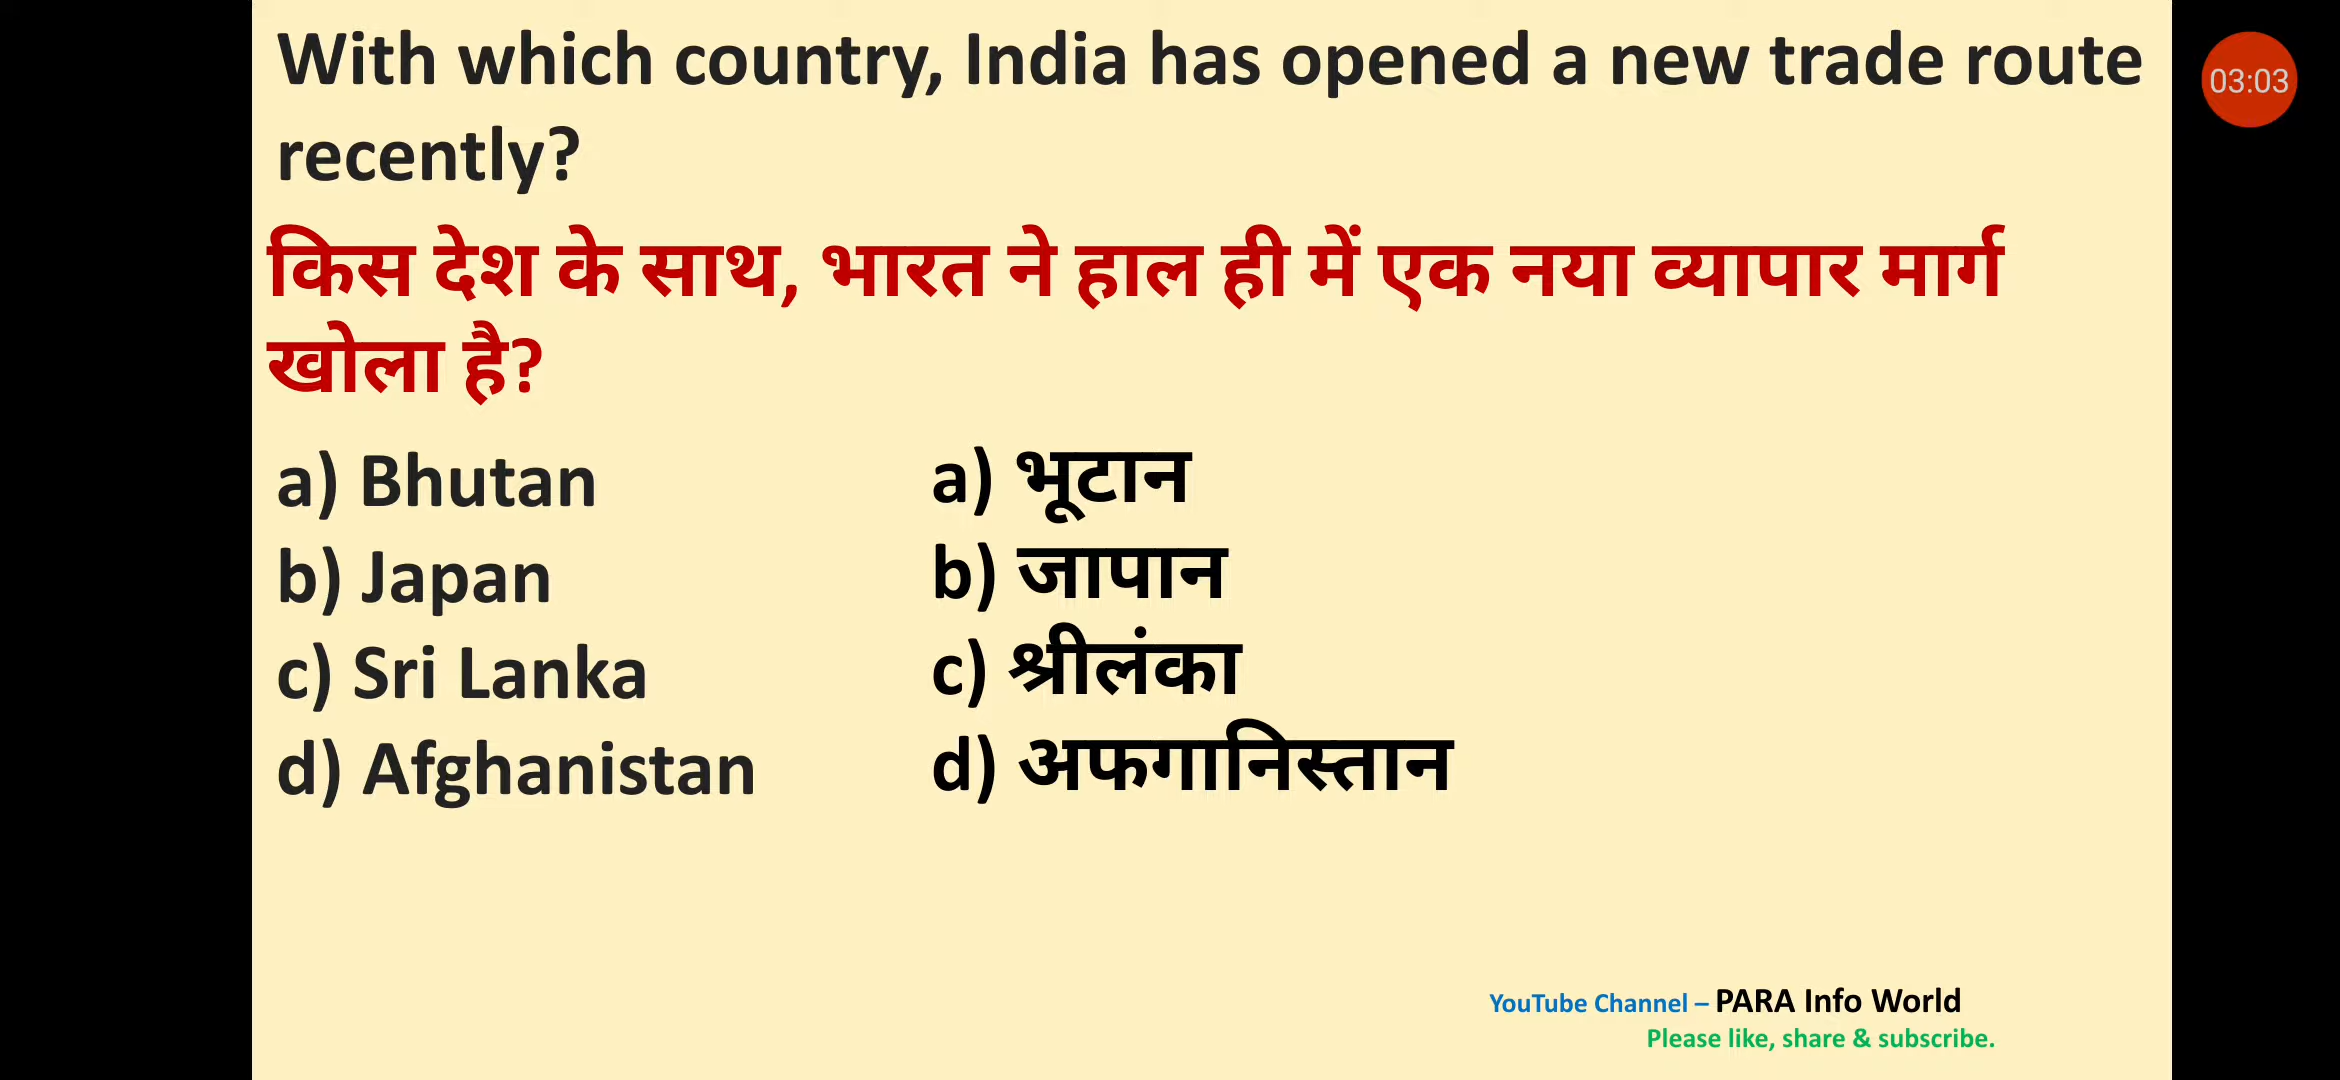 With which country, India has opened a new trade route
03:03
recently?
किस देश के साथ, भारत ने हाल ही में एक नया व्यापार मार्ग
खोला है?
a) Bhutan a) भूटान
b) Japan b) जापान
c) Sri Lanka c) श्रीलंका
d) Afghanistan d) अफगानिस्तान
YouTube Channel – PARA Info World
Please like, share & subscribe.